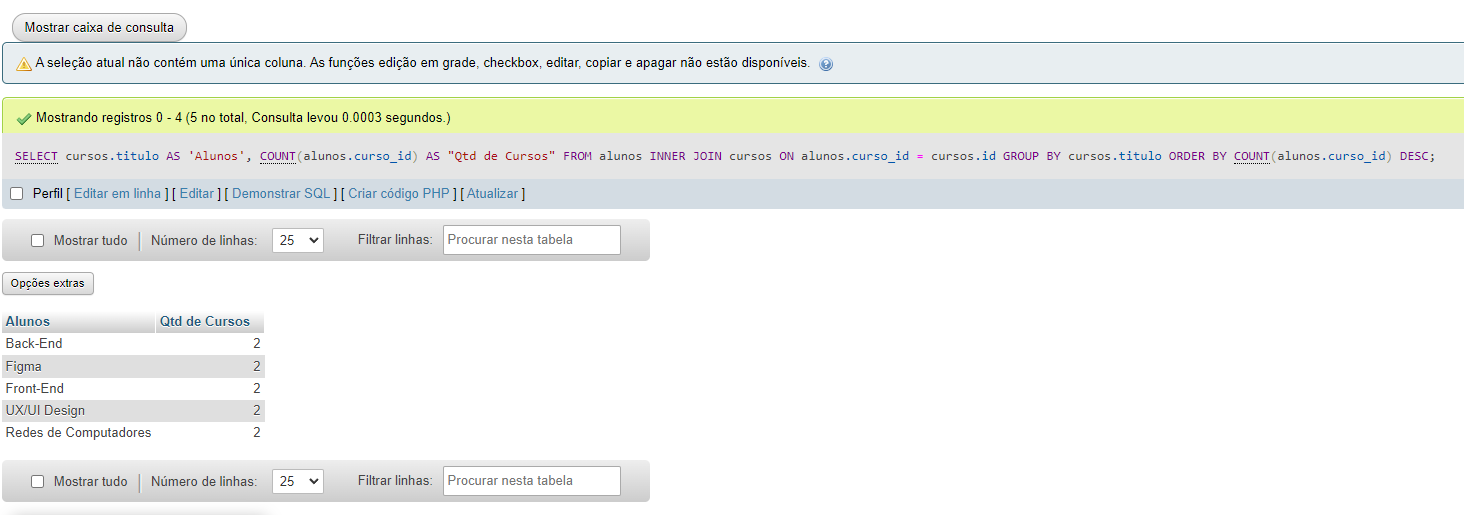 Mostrar caixa de consulta
A seleção atual não contém uma única coluna. As funções edição em grade, checkbox, editar, copiar e apagar não estão disponíveis.
Mostrando registros 0 - 4 (5 no total, Consulta levou 0.0003 segundos.)
SELECT cursos.titulo AS 'Alunos', COUNT(alunos.curso_id) AS "Qtd de Cursos" FROM alunos INNER JOIN cursos ON alunos.curso_id = cursos.id GROUP BY cursos.titulo ORDER BY COUNT(alunos.curso_id) DESC;
Perfil [ Editar em linha ] [ Editar ] [ Demonstrar SQL ] [ Criar código PHP ] [ Atualizar ]
Mostrar tudo | Número de linhas: 25 Filtrar linhas: Procurar nesta tabela
Opções extras
Alunos Qtd de Cursos
Back-End 2
Figma 2
Front-End 2
UX/UI Design 2
Redes de Computadores 2
Mostrar tudo | Número de linhas: 25 Filtrar linhas: Procurar nesta tabela